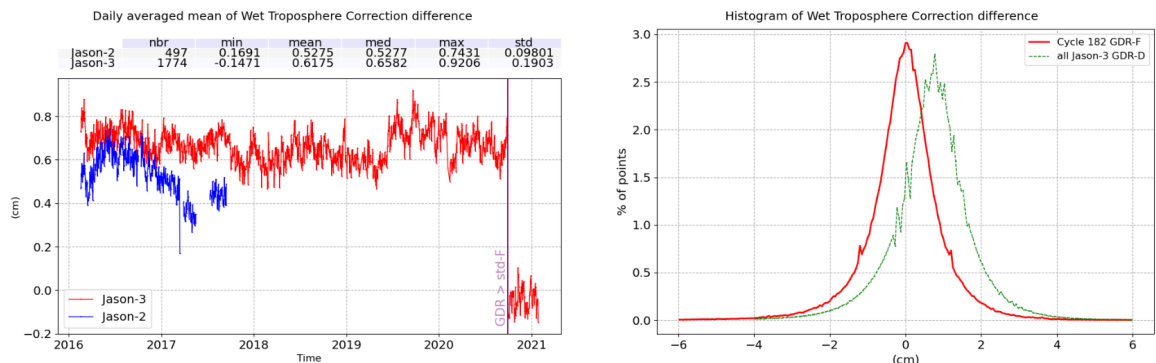 Daily averaged mean of Wet Troposphere Correction difference
nbr min mean med max std
Jason-2 497 0.1691 0.5275 0.5277 0.7431 0.09801
Jason-3 1774 -0.1471 0.6175 0.6582 0.9206 0.1903
0.8
0.6
0.4
0.2
0.0
−0.2
(cm)
GDR > std-F
Jason-3
Jason-2
2016 2017 2018 2019 2020 2021
Time
Histogram of Wet Troposphere Correction difference
Cycle 182 GDR-F
all Jason-3 GDR-D
3.0
2.5
2.0
1.5
1.0
0.5
0.0
% of points
−6 −4 −2 0 2 4 6
(cm)